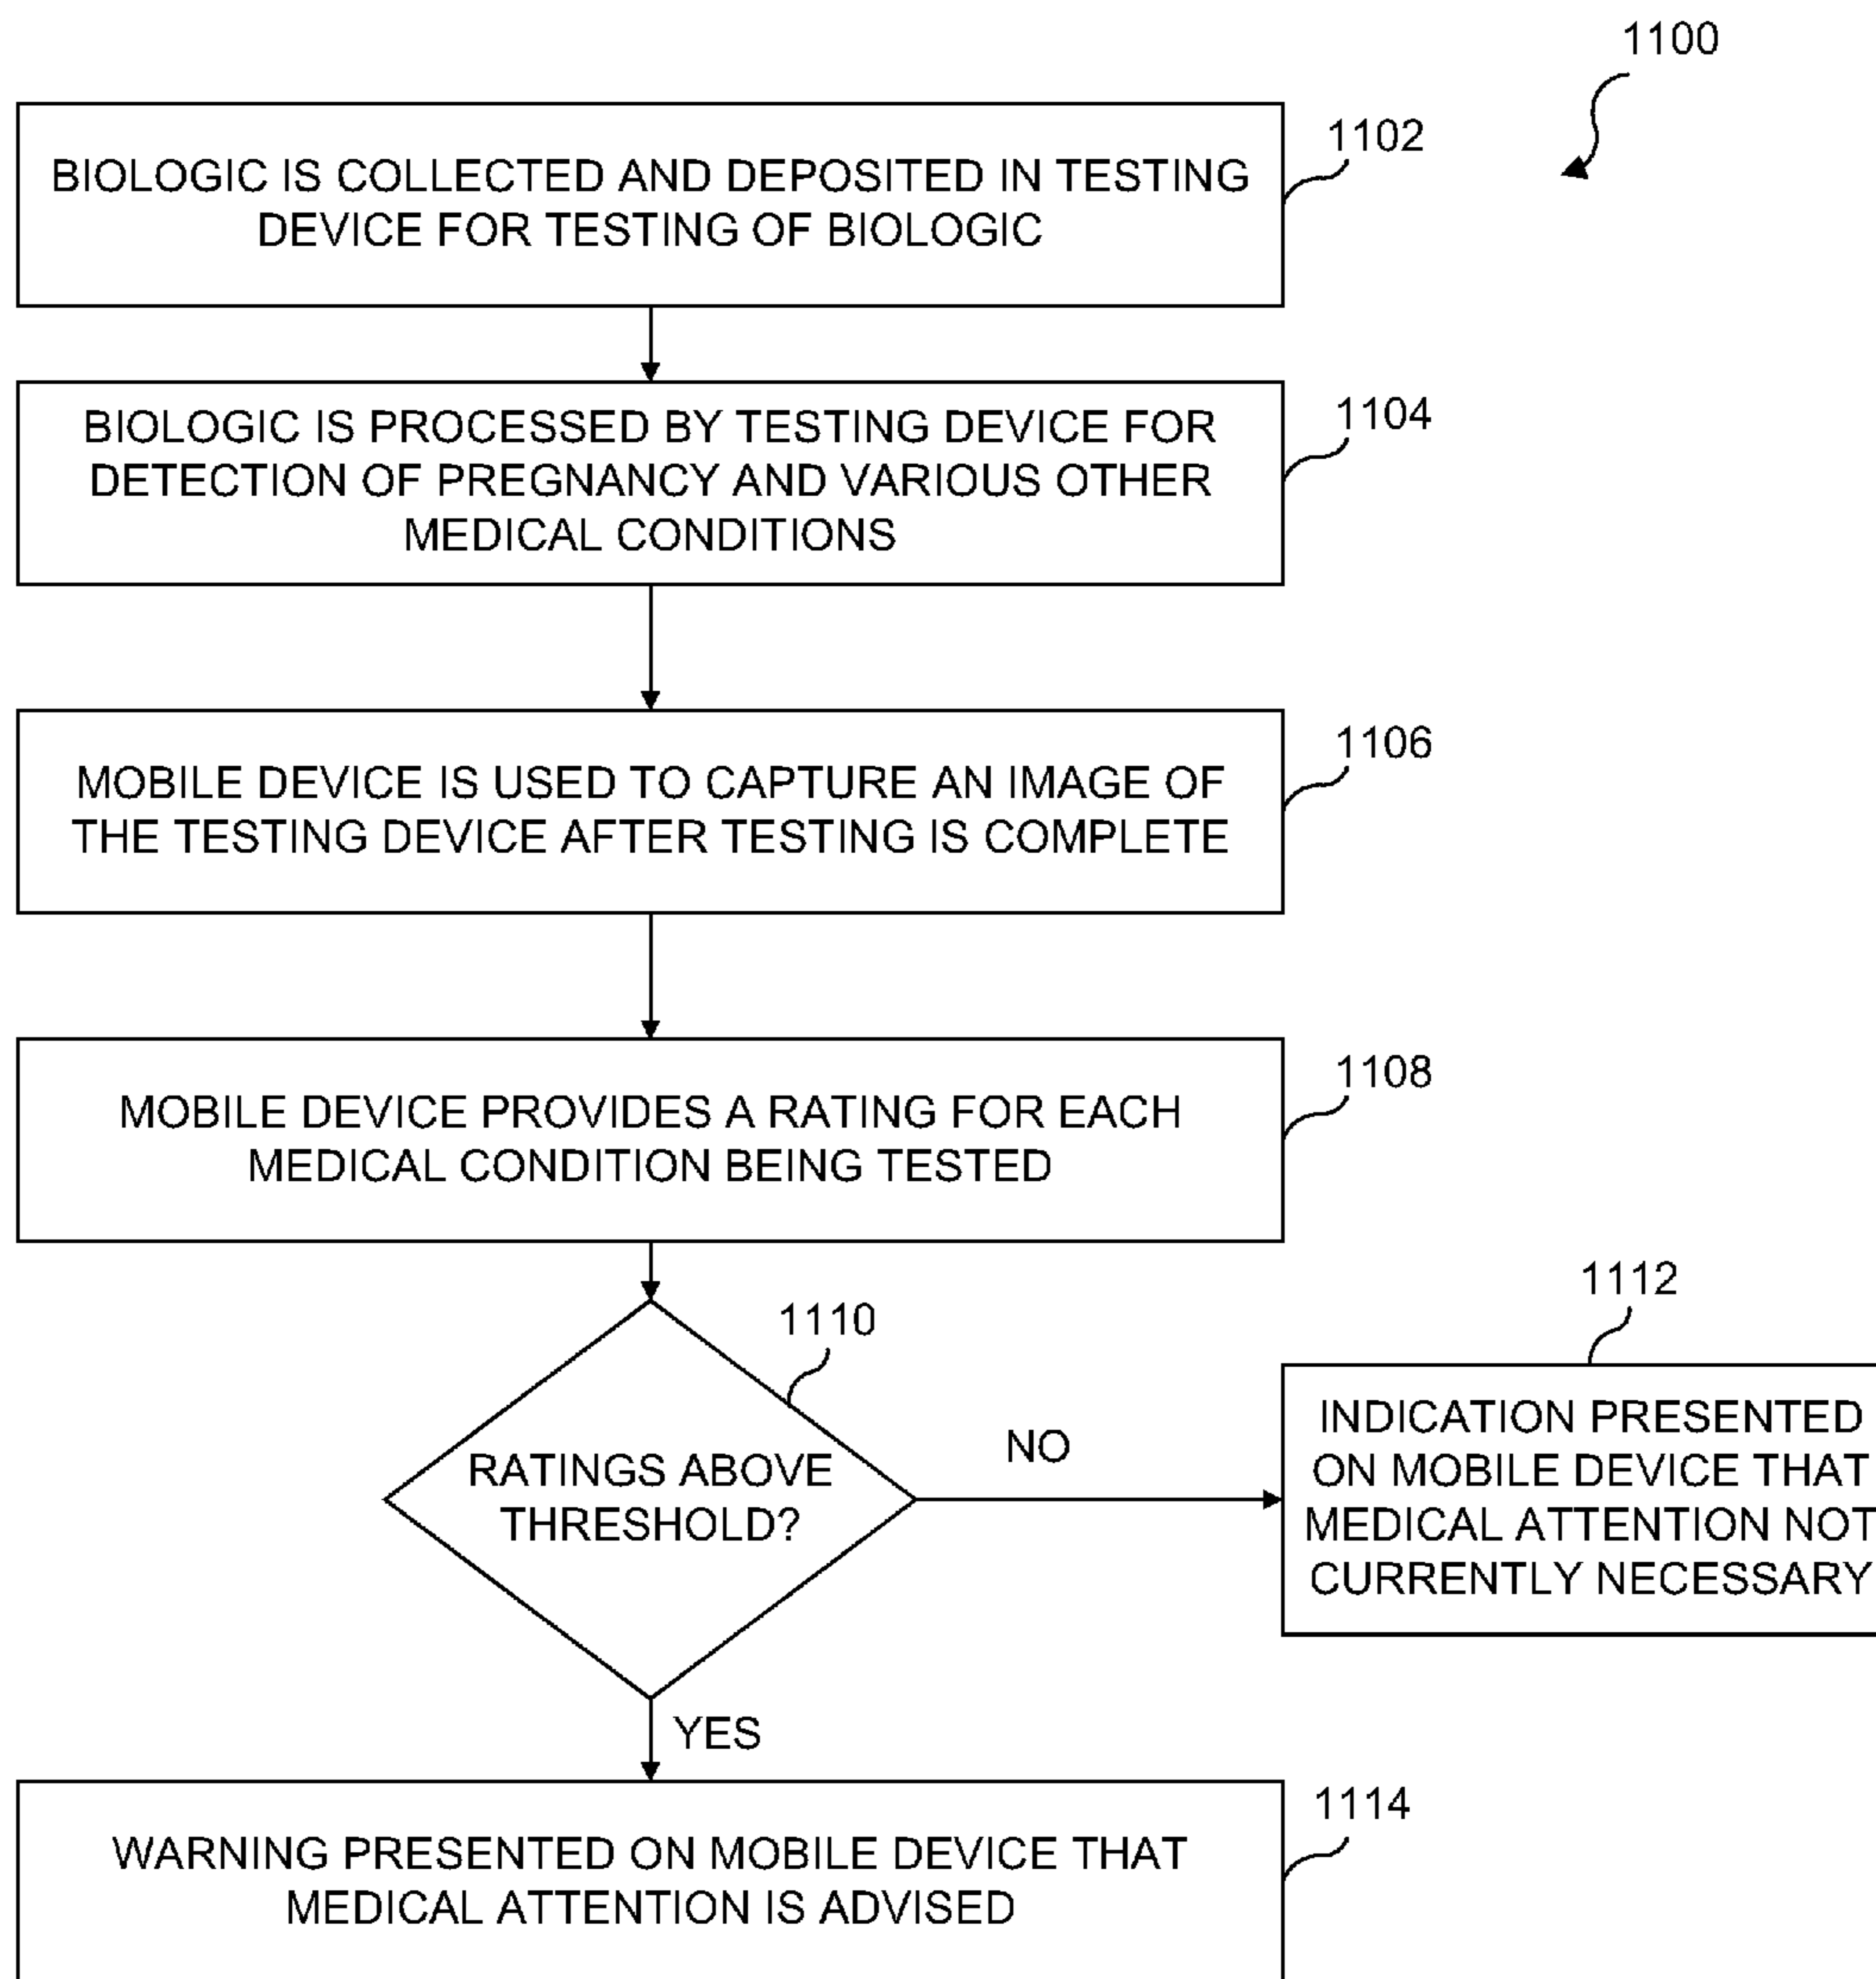 1100
1102
BIOLOGIC IS COLLECTED AND DEPOSITED IN TESTING
DEVICE FOR TESTING OF BIOLOGIC
1104
BIOLOGIC IS PROCESSED BY TESTING DEVICE FOR
DETECTION OF PREGNANCY AND VARIOUS OTHER
MEDICAL CONDITIONS
1106
MOBILE DEVICE IS USED TO CAPTURE AN IMAGE OF
THE TESTING DEVICE AFTER TESTING IS COMPLETE
1108
MOBILE DEVICE PROVIDES A RATING FOR EACH
MEDICAL CONDITION BEING TESTED
1110
RATINGS ABOVE
THRESHOLD?
NO
1112
INDICATION PRESENTED
ON MOBILE DEVICE THAT
MEDICAL ATTENTION NOT
CURRENTLY NECESSARY
YES
1114
WARNING PRESENTED ON MOBILE DEVICE THAT
MEDICAL ATTENTION IS ADVISED